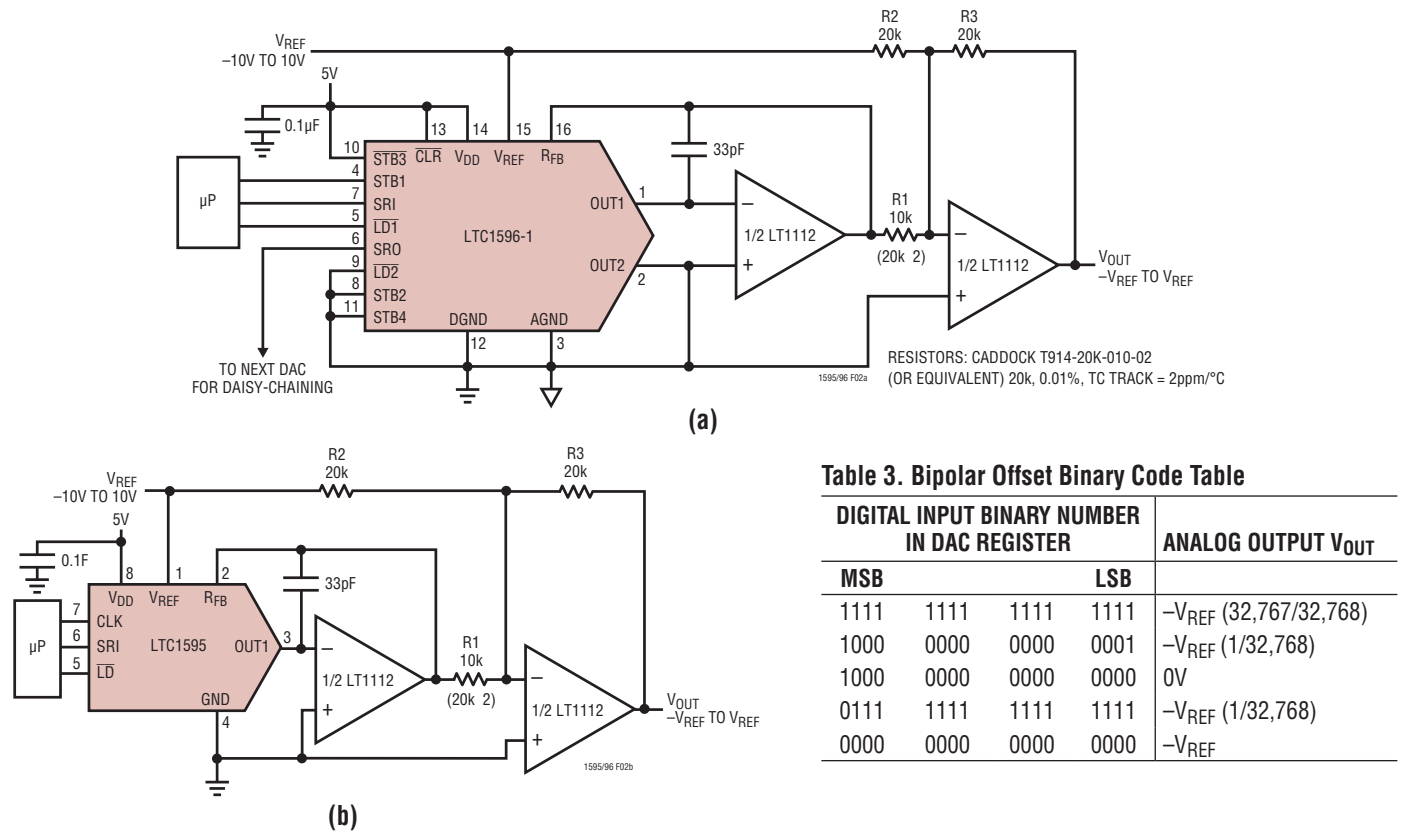 R2
20k
R3
20k
VREF
–10V TO 10V
5V
0.1µF
13 14 15 16
10 STB3 CLR VDD VREF RFB
4 STB1
7 SRI
5 LD1
6 SRO
9 LD2
8 STB2
11 STB4
µP
LTC1596-1
OUT1 1
OUT2 2
DGND AGND
12 3
33pF
–
1/2 LT1112
+
R1
10k
(20k 2)
–
1/2 LT1112
+
VOUT
–VREF TO VREF
TO NEXT DAC
FOR DAISY-CHAINING
1595/96 F02a
RESISTORS: CADDOCK T914-20K-010-02
(OR EQUIVALENT) 20k, 0.01%, TC TRACK = 2ppm/°C
(a)
R2
20k
R3
20k
VREF
–10V TO 10V
5V
0.1F
8 1 2
VDD VREF RFB
7 CLK
6 SRI
5 LD
µP
LTC1595
OUT1 3
GND
4
33pF
–
1/2 LT1112
+
R1
10k
(20k 2)
–
1/2 LT1112
+
VOUT
–VREF TO VREF
1595/96 F02b
(b)
Table 3. Bipolar Offset Binary Code Table
DIGITAL INPUT BINARY NUMBER
IN DAC REGISTER
ANALOG OUTPUT VOUT
MSB LSB
1111 1111 1111 1111 –VREF (32,767/32,768)
1000 0000 0000 0001 –VREF (1/32,768)
1000 0000 0000 0000 0V
0111 1111 1111 1111 –VREF (1/32,768)
0000 0000 0000 0000 –VREF